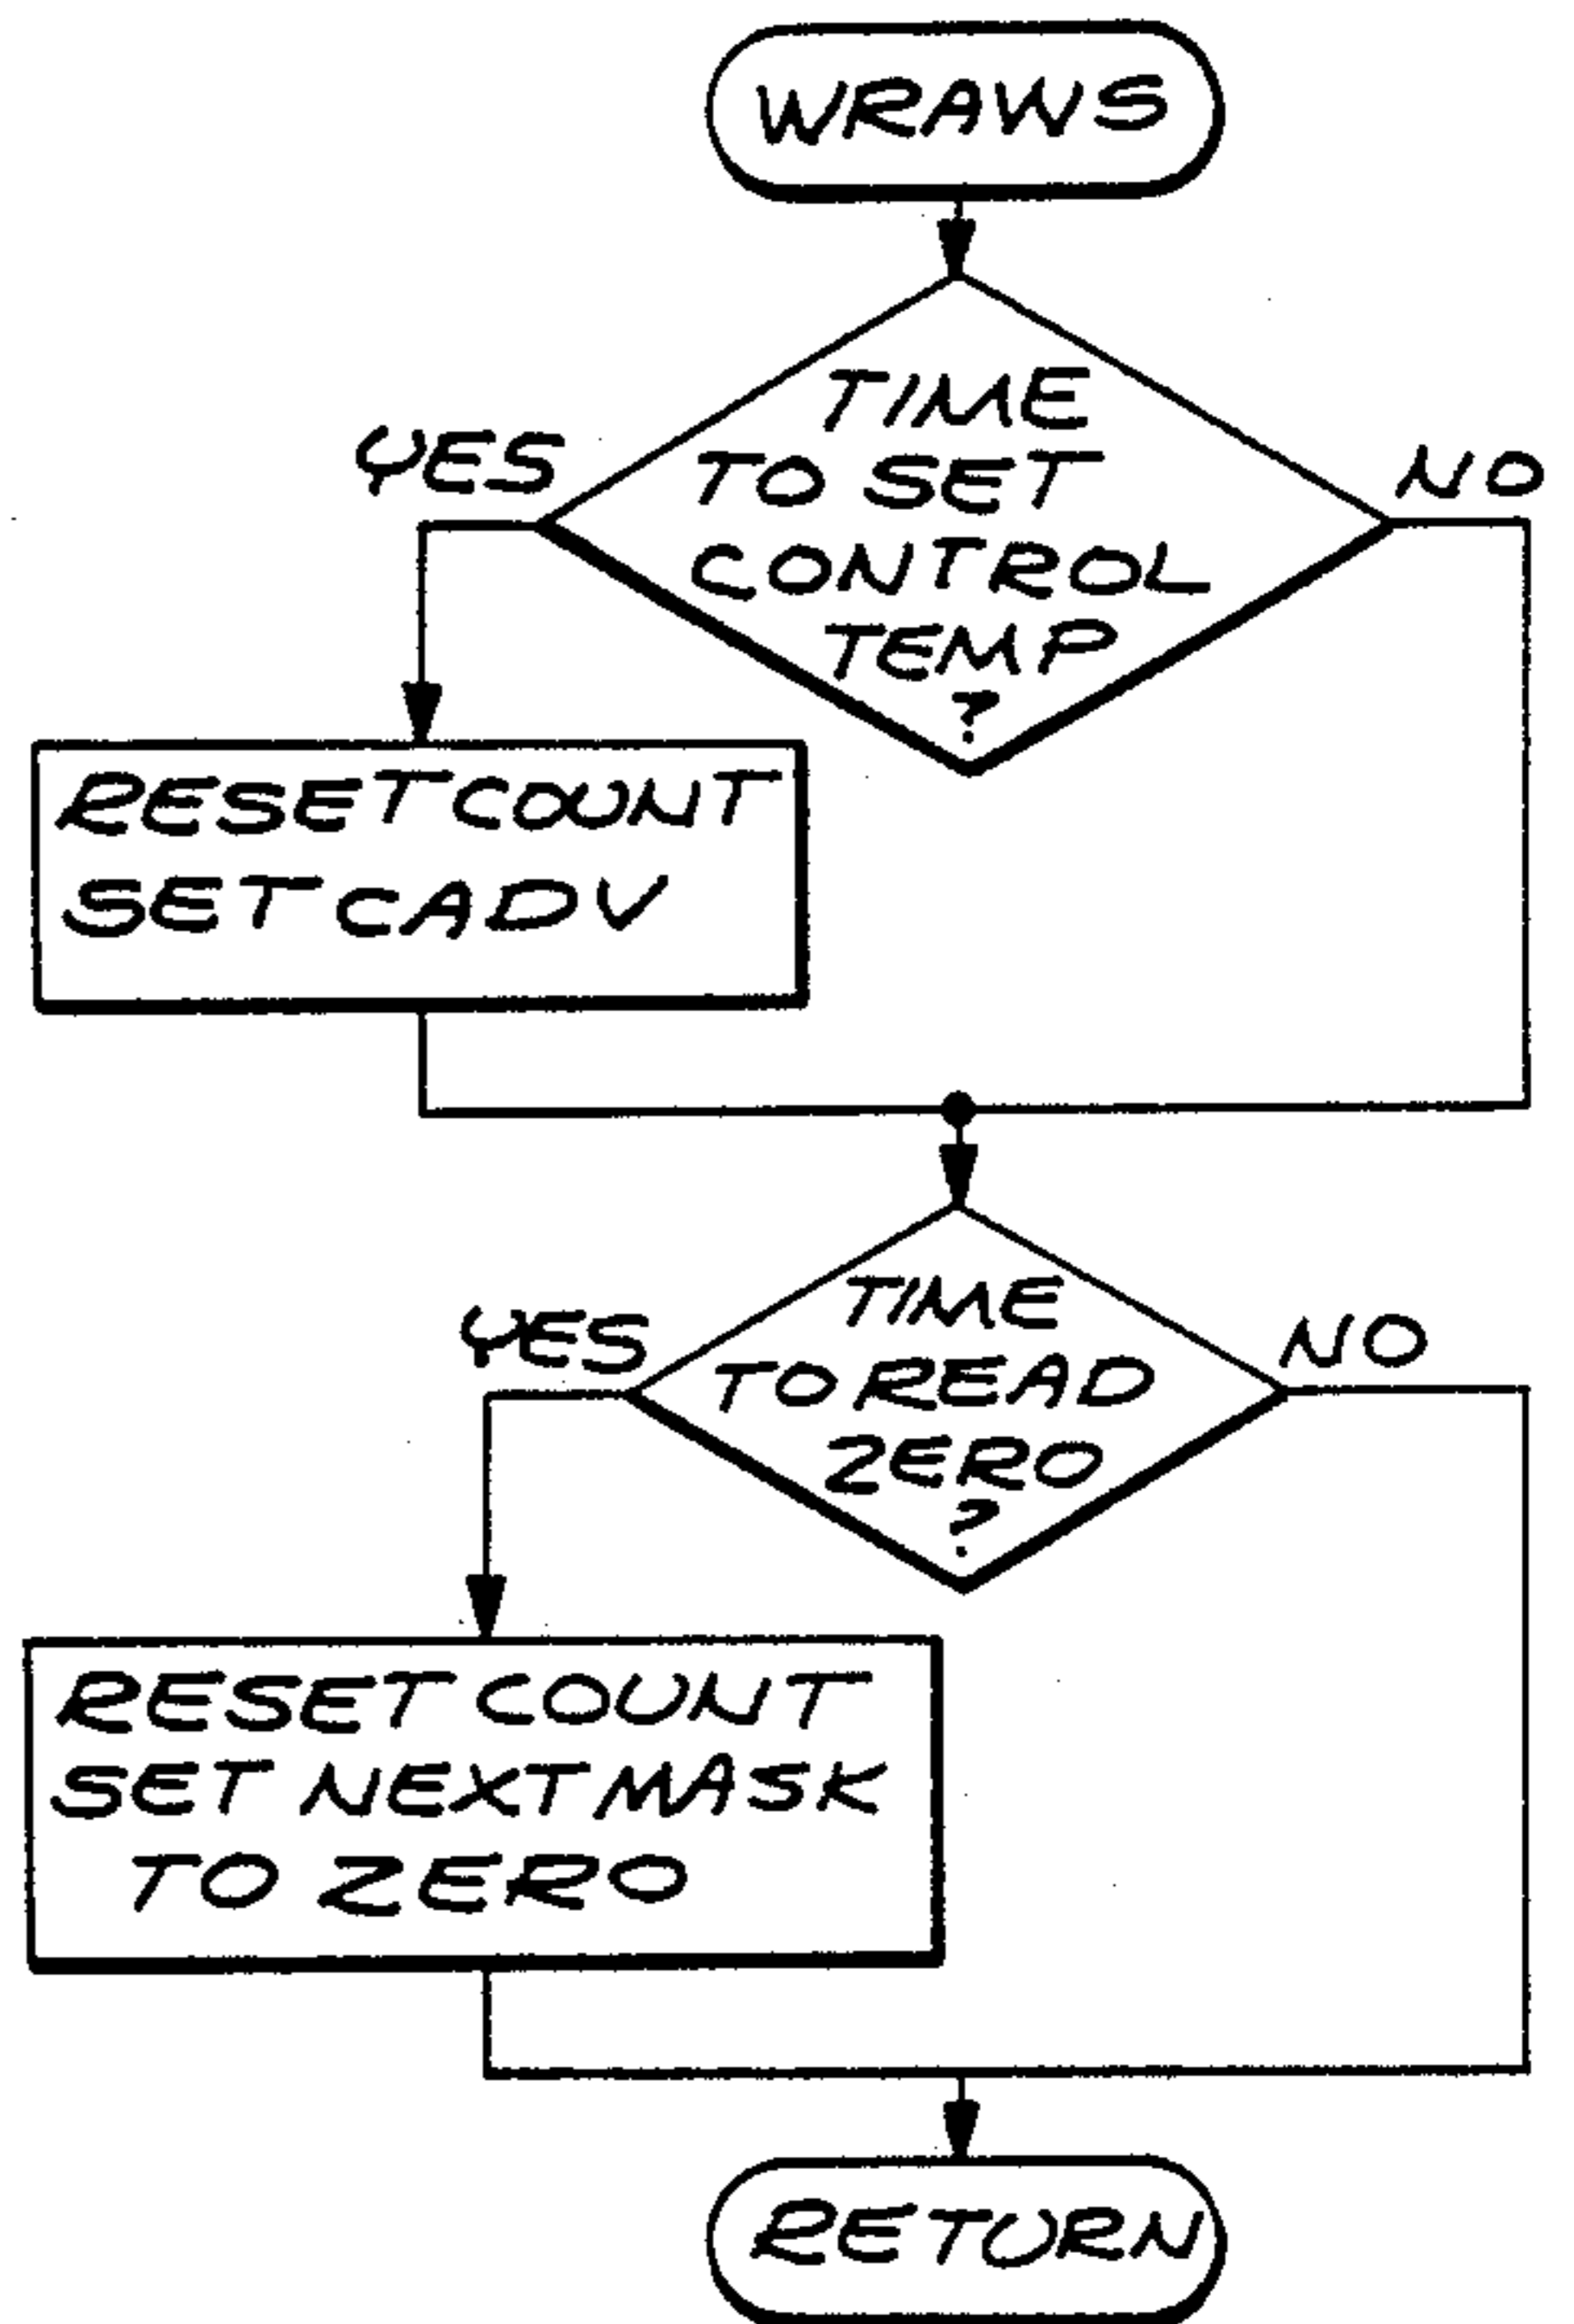 WRAWS
TIME
TO SET
CONTROL
TEMP
?
YES
NO
RESET COUNT
SET CADV
TIME
TO READ
ZERO
?
YES
NO
RESET COUNT
SET NEXT MASK
TO ZERO
RETURN